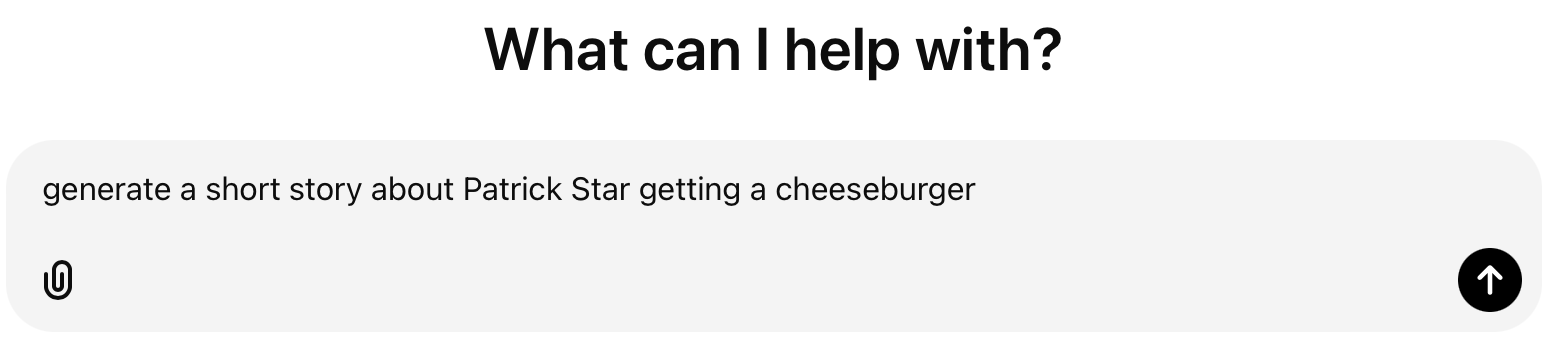 What can I help with?
generate a short story about Patrick Star getting a cheeseburger